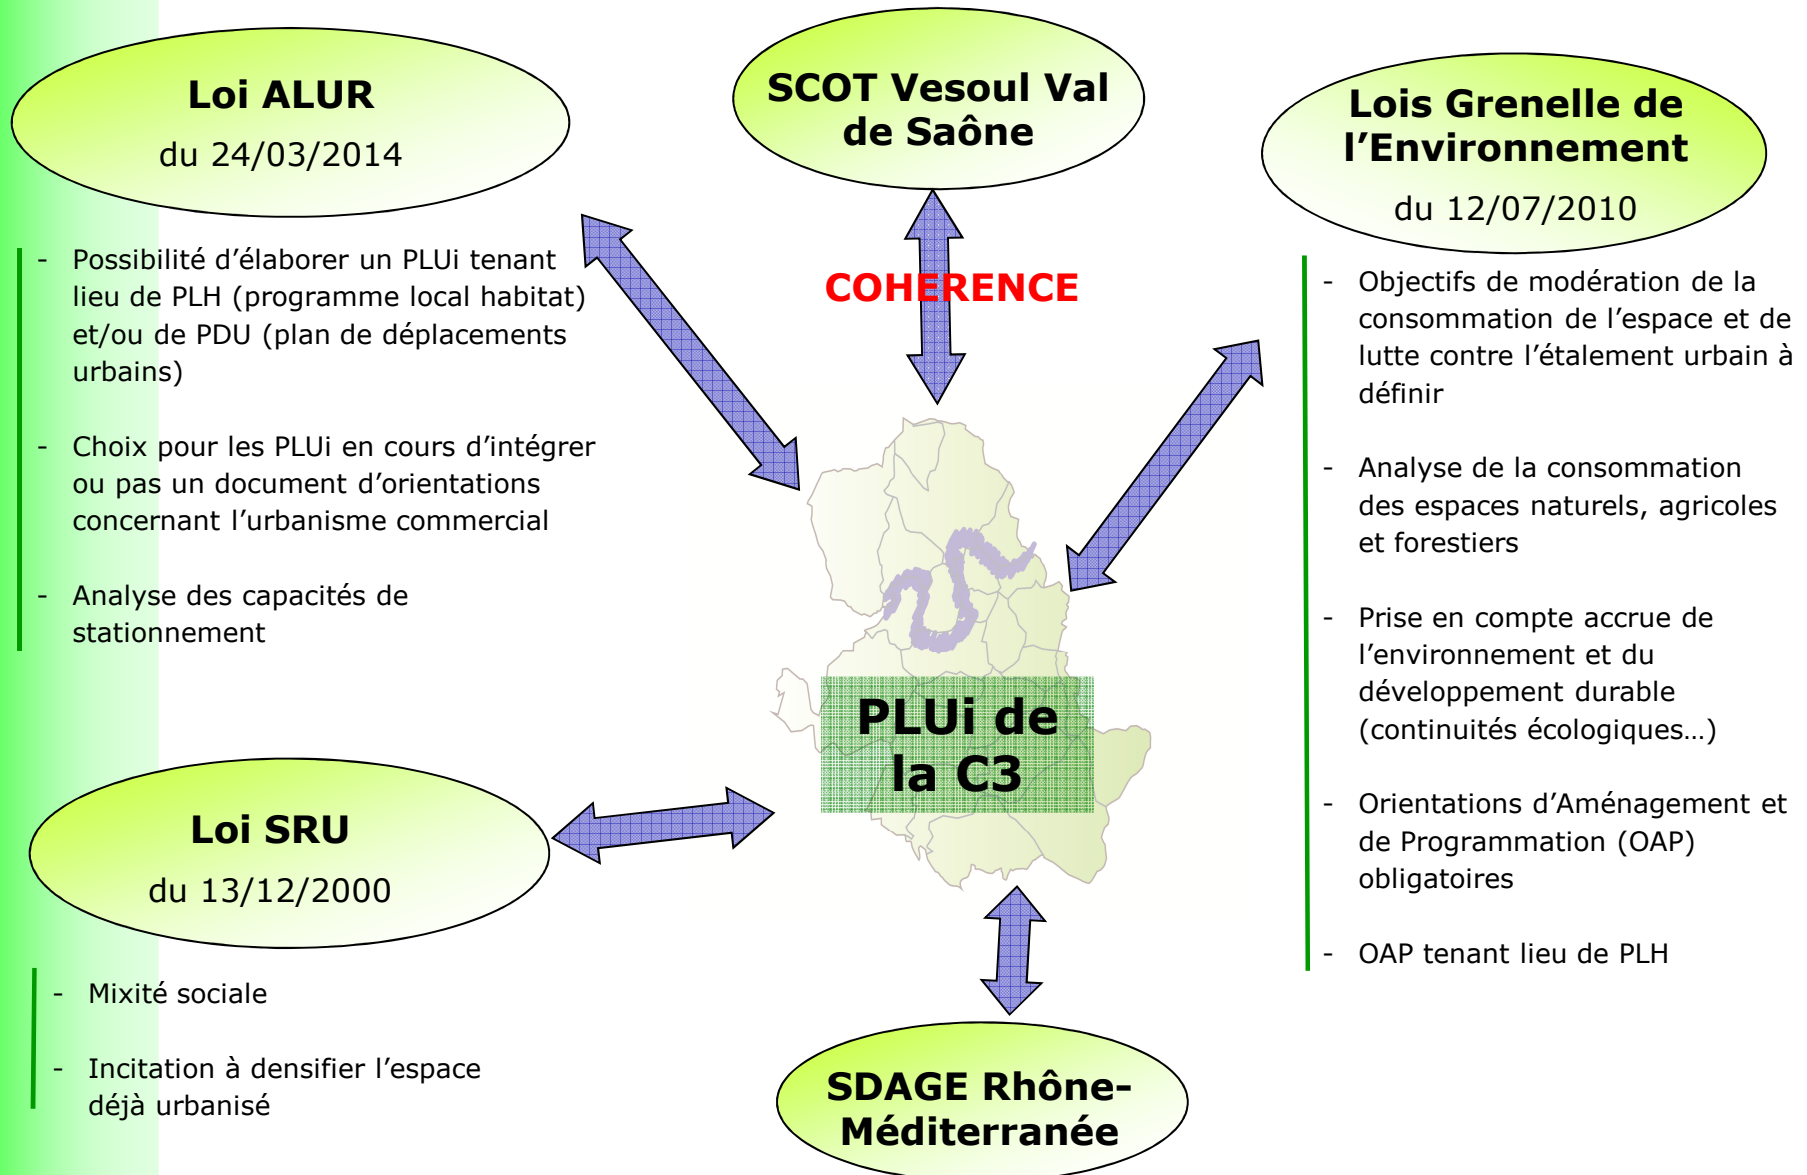 Loi ALUR
du 24/03/2014
- Possibilité d’élaborer un PLUi tenant
lieu de PLH (programme local habitat)
et/ou de PDU (plan de déplacements
urbains)
- Choix pour les PLUi en cours d’intégrer
ou pas un document d’orientations
concernant l’urbanisme commercial
- Analyse des capacités de
stationnement
SCOT Vesoul Val
de Saône
COHERENCE
Lois Grenelle de
l’Environnement
du 12/07/2010
- Objectifs de modération de la
consommation de l’espace et de
lutte contre l’étalement urbain à
définir
- Analyse de la consommation
des espaces naturels, agricoles
et forestiers
- Prise en compte accrue de
l’environnement et du
développement durable
(continuités écologiques…)
- Orientations d’Aménagement et
de Programmation (OAP)
obligatoires
- OAP tenant lieu de PLH
PLUi de
la C3
Loi SRU
du 13/12/2000
- Mixité sociale
- Incitation à densifier l’espace
déjà urbanisé
SDAGE Rhône-
Méditerranée